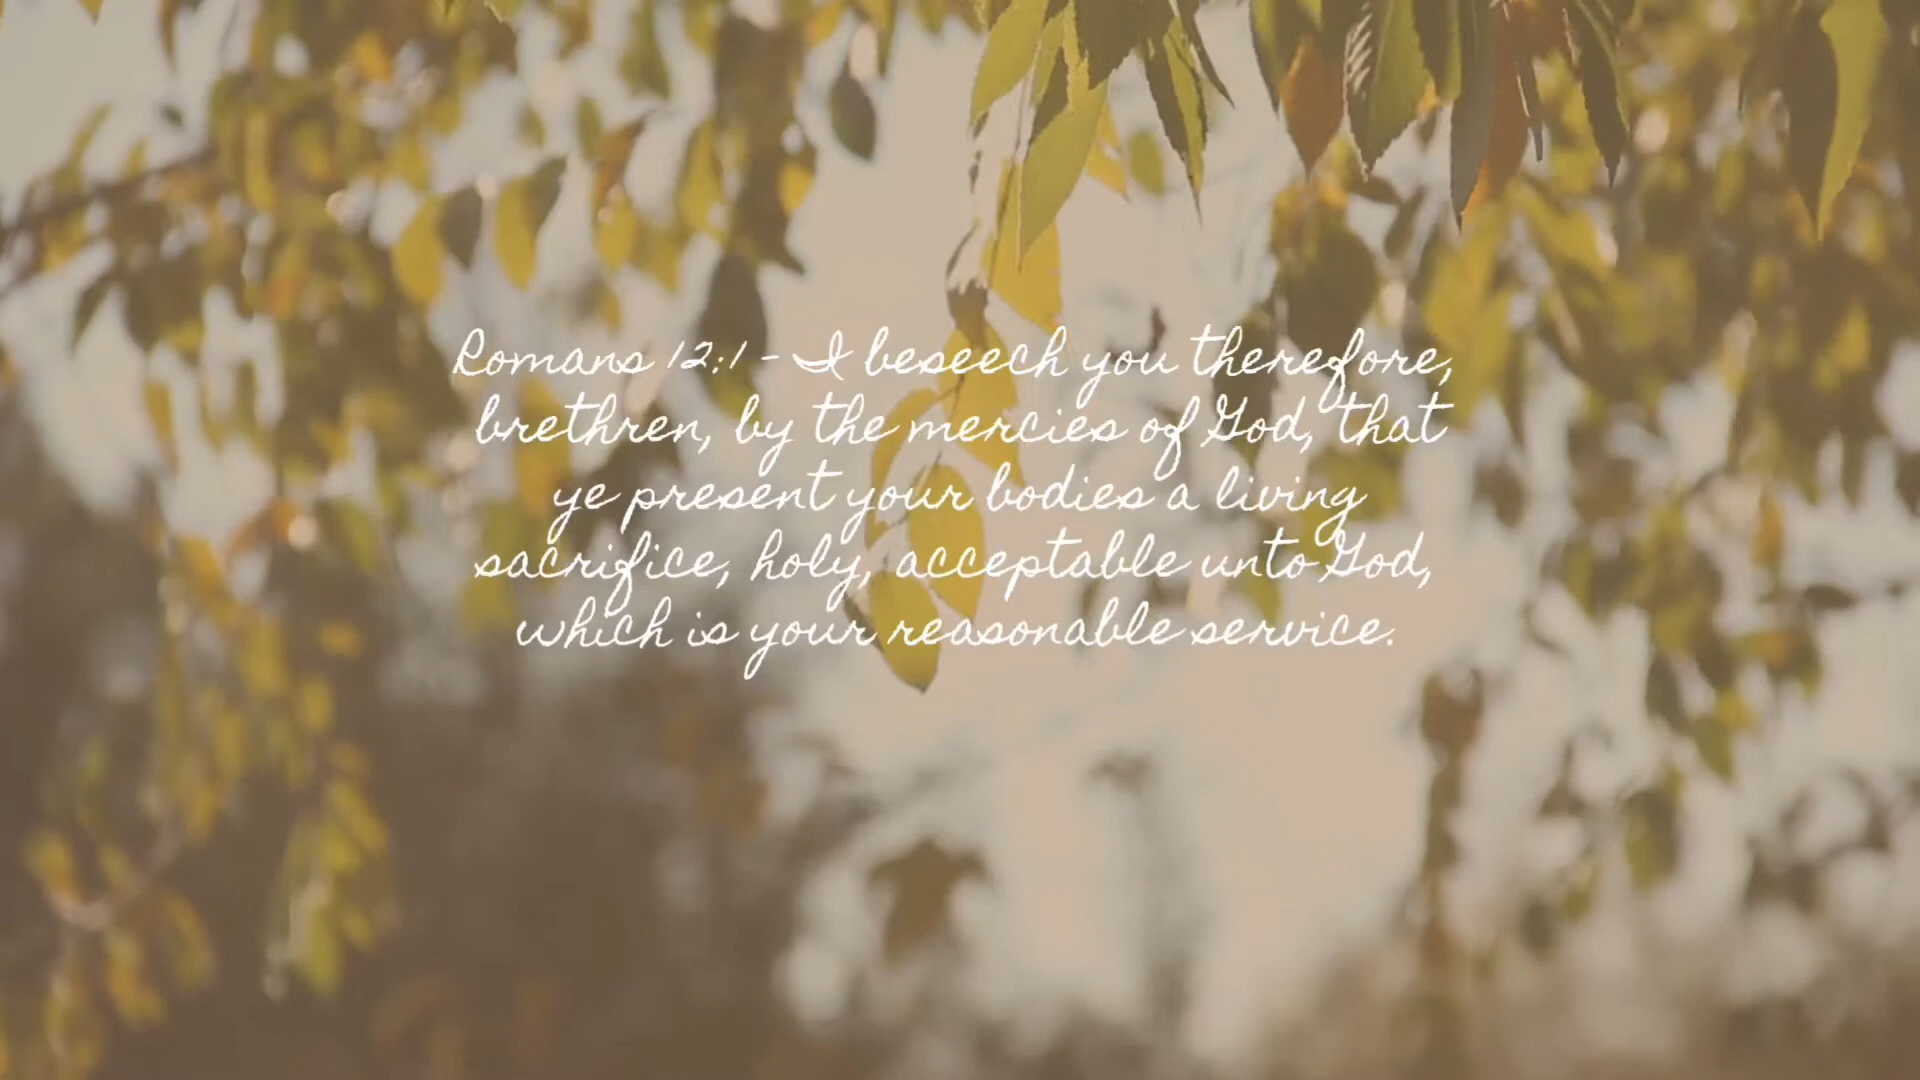 Romans 12:1 - I beseech you therefore,
brethren, by the mercies of God, that
ye present your bodies a living
sacrifice, holy, acceptable unto God,
which is your reasonable service.